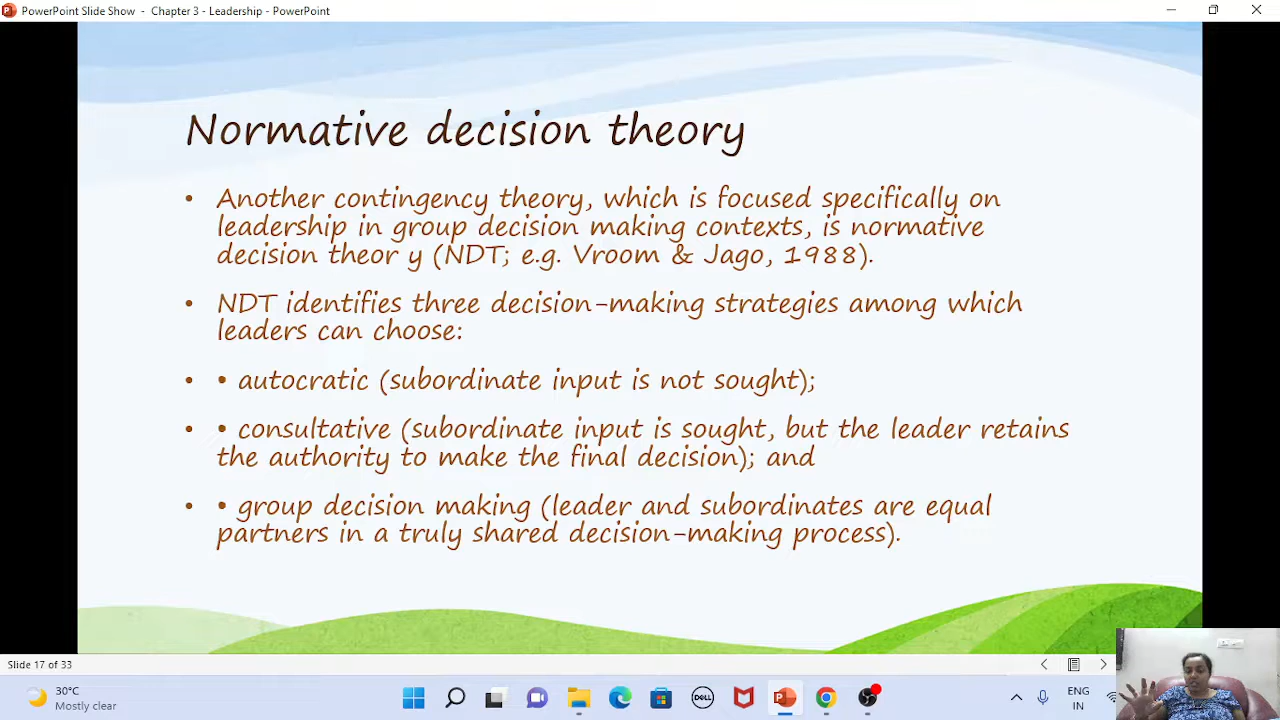 PowerPoint Slide Show - Chapter 3 - Leadership - PowerPoint
Normative decision theory
• Another contingency theory, which is focused specifically on
leadership in group decision making contexts, is normative
decision theor y (NDT; e.g. Vroom & Jago, 1988).
• NDT identifies three decision-making strategies among which
leaders can choose:
• • autocratic (subordinate input is not sought);
• • consultative (subordinate input is sought, but the leader retains
the authority to make the final decision); and
• • group decision making (leader and subordinates are equal
partners in a truly shared decision-making process).
Slide 17 of 33
30°C
Mostly clear
DELL
ENG
IN